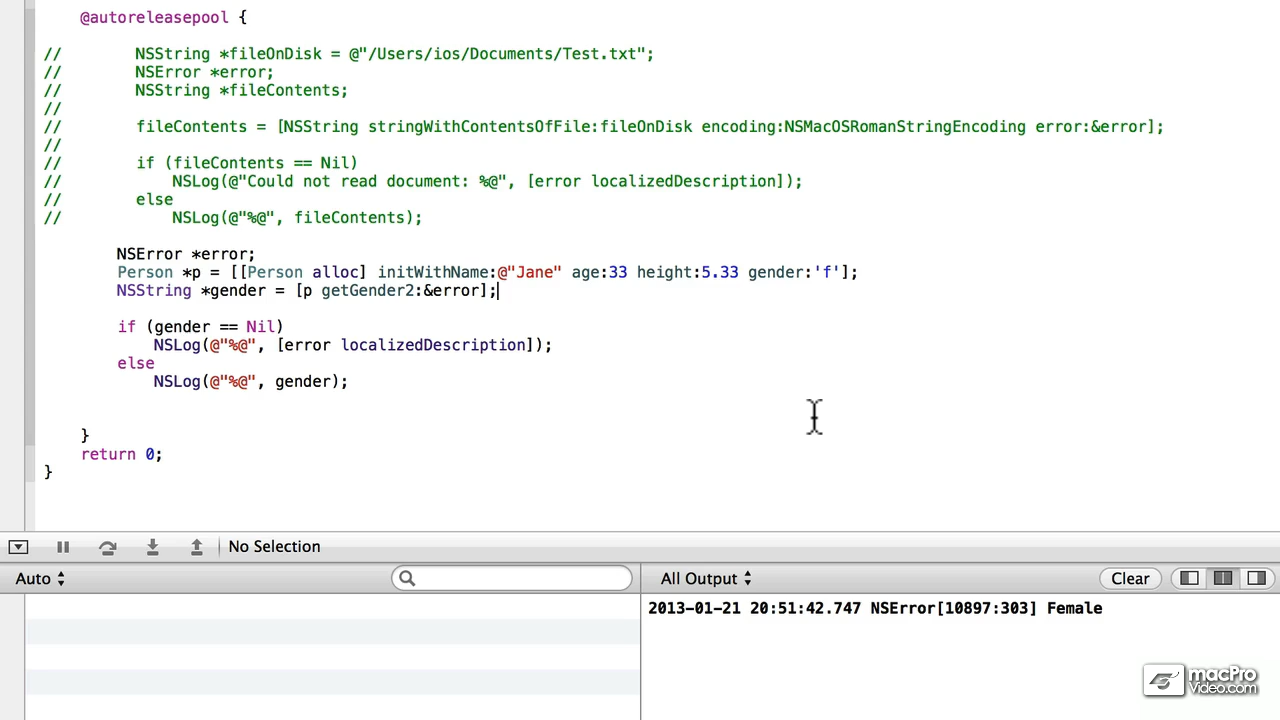 @autoreleasepool {
// NSString *fileOnDisk = @"/Users/ios/Documents/Test.txt";
// NSError *error;
// NSString *fileContents;
//
// fileContents = [NSString stringWithContentsOfFile:fileOnDisk encoding:NSMacOSRomanStringEncoding error:&error];
//
// if (fileContents == Nil)
// NSLog(@"Could not read document: %@", [error localizedDescription]);
// else
// NSLog(@"%@", fileContents);
NSError *error;
Person *p = [[Person alloc] initWithName:@"Jane" age:33 height:5.33 gender:'f'];
NSString *gender = [p getGender2:&error];
if (gender == Nil)
NSLog(@"%@", [error localizedDescription]);
else
NSLog(@"%@", gender);
}
return 0;
}
No Selection
Auto
All Output
Clear
2013-01-21 20:51:42.747 NSError[10897:303] Female
macPro
Video.com